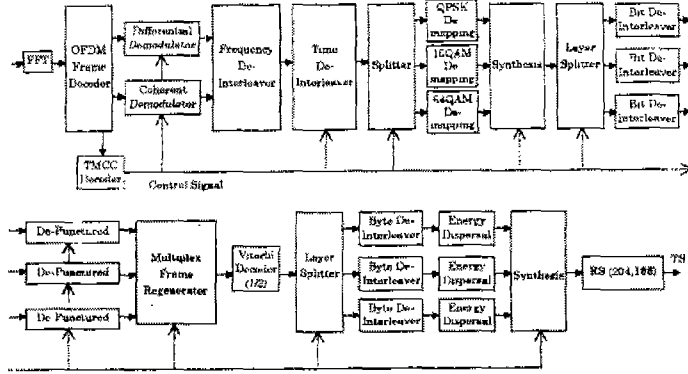 FFT
OFDM
Frame
Decoder
Differential
Demodulator
Coherent
Demodulator
TMCC
Decoder
Control Signal
Frequency
De-
Interleaver
Time
De-
Interleaver
Splitter
QPSK
De-
mapping
16QAM
De-
mapping
64QAM
De-
mapping
Synthesis
Layer
Splitter
Bit De-
Interleaver
Bit De-
Interleaver
Bit De-
Interleaver
De-Punctured
De-Punctured
De-Punctured
Multiplex
Frame
Regenerator
Decoder
(1/2)
Layer
Splitter
Byte De-
Interleaver
Byte De-
Interleaver
Byte De-
Interleaver
Energy
Dispersal
Energy
Dispersal
Energy
Dispersal
Synthesis
RS (204,188)
TS